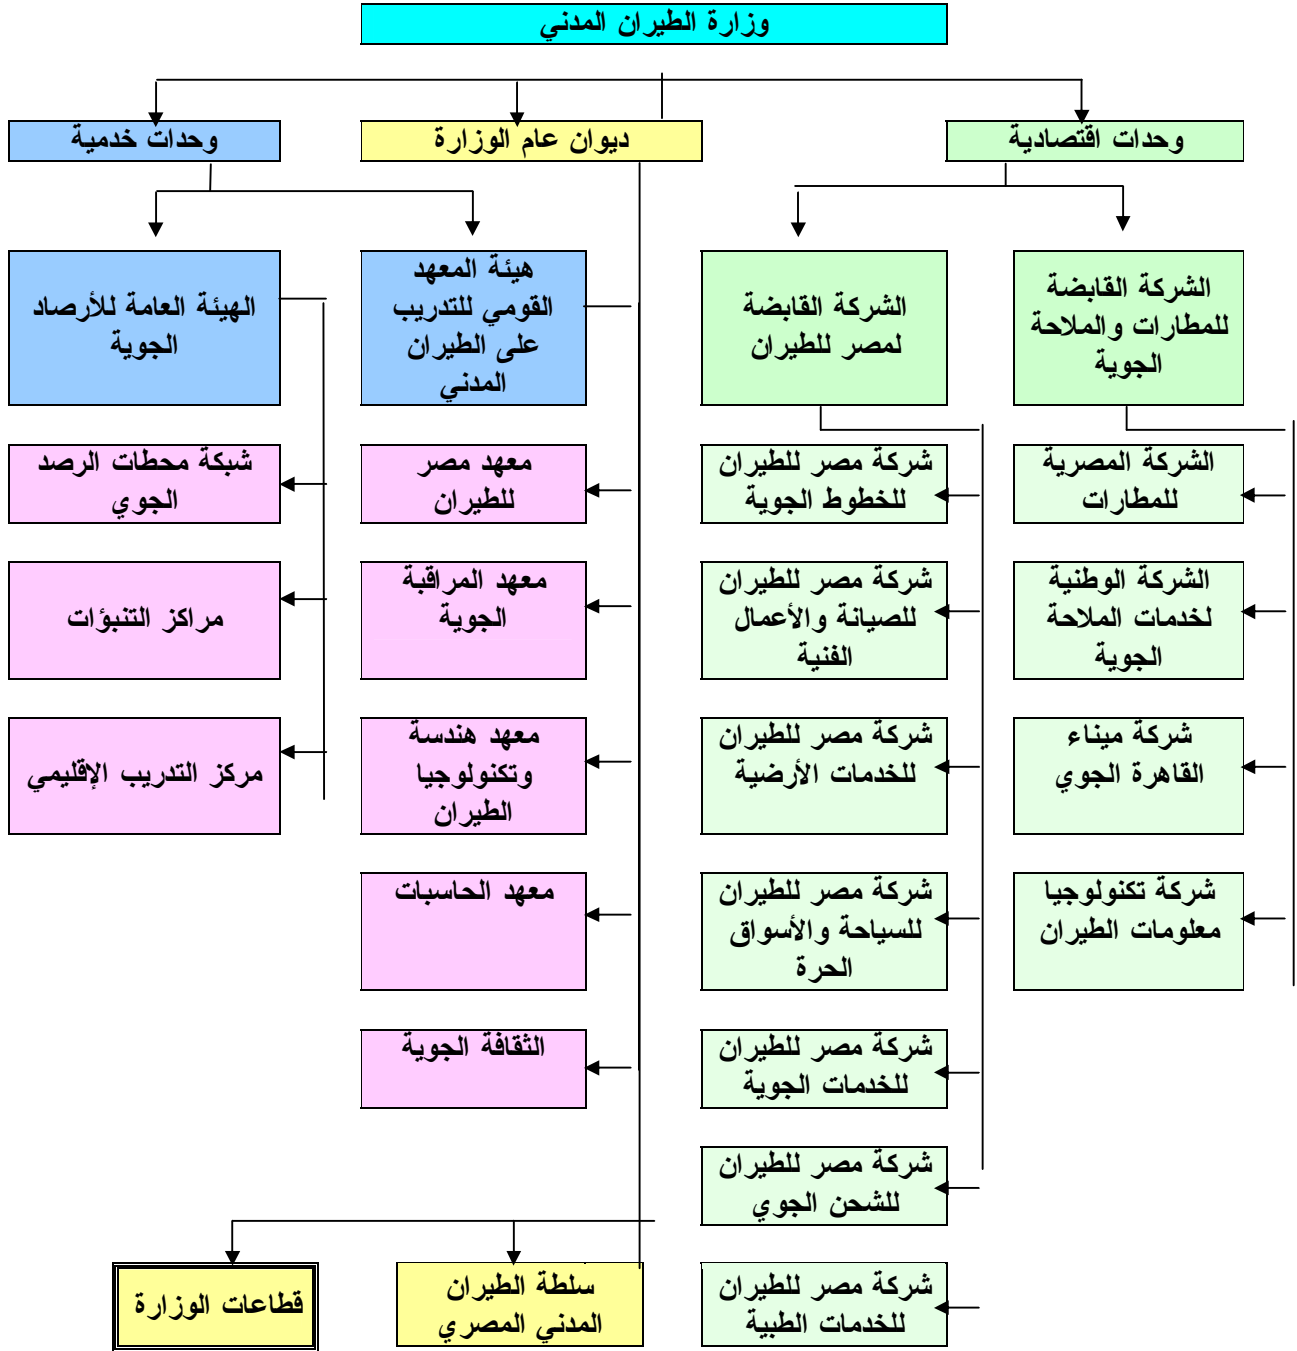 وزارة الطيران المدني
وحدات اقتصادية
ديوان عام الوزارة
وحدات خدمية
الشركة القابضة
للمطارات والملاحة
الجوية
الشركة القابضة
لمصر للطيران
هيئة المعهد
القومي للتدريب
على الطيران
المدني
الهيئة العامة للأرصاد
الجوية
الشركة المصرية
للمطارات
شركة مصر للطيران
للخطوط الجوية
معهد مصر
للطيران
شبكة محطات الرصد
الجوي
الشركة الوطنية
لخدمات الملاحة
الجوية
شركة مصر للطيران
للصيانة والأعمال
الفنية
معهد المراقبة
الجوية
مراكز التنبؤات
شركة ميناء
القاهرة الجوي
شركة مصر للطيران
للخدمات الأرضية
معهد هندسة
وتكنولوجيا
الطيران
مركز التدريب الإقليمي
شركة تكنولوجيا
معلومات الطيران
شركة مصر للطيران
للسياحة والأسواق
الحرة
معهد الحاسبات
شركة مصر للطيران
للخدمات الجوية
الثقافة الجوية
شركة مصر للطيران
للشحن الجوي
شركة مصر للطيران
للخدمات الطبية
سلطة الطيران
المدني المصري
قطاعات الوزارة